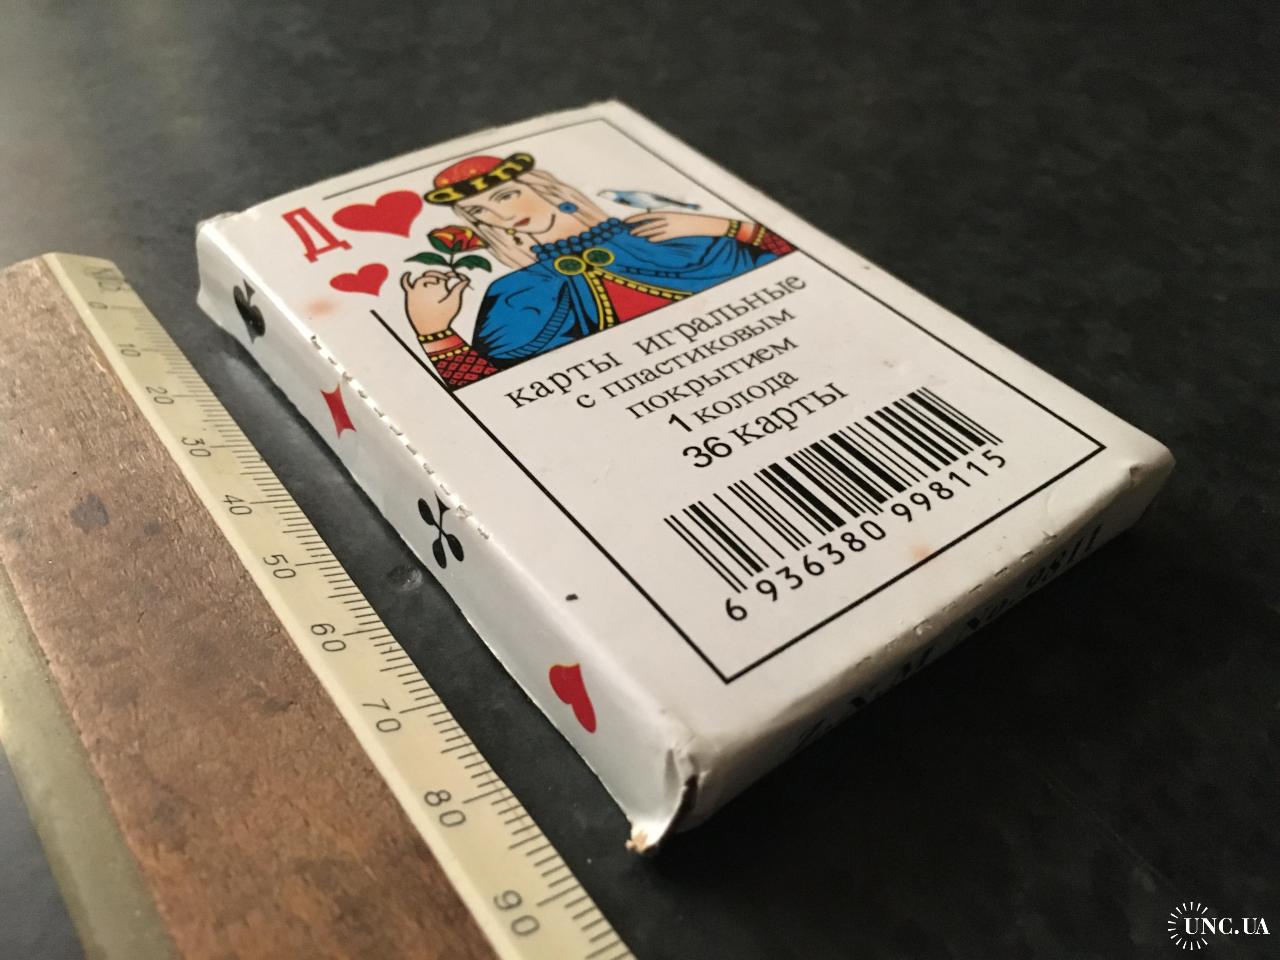 Д
карты игральные
с пластиковым
покрытием
1 колода
36 карты
6 936380 998115
0
10
20
30
40
50
60
70
80
90
UNC.UA